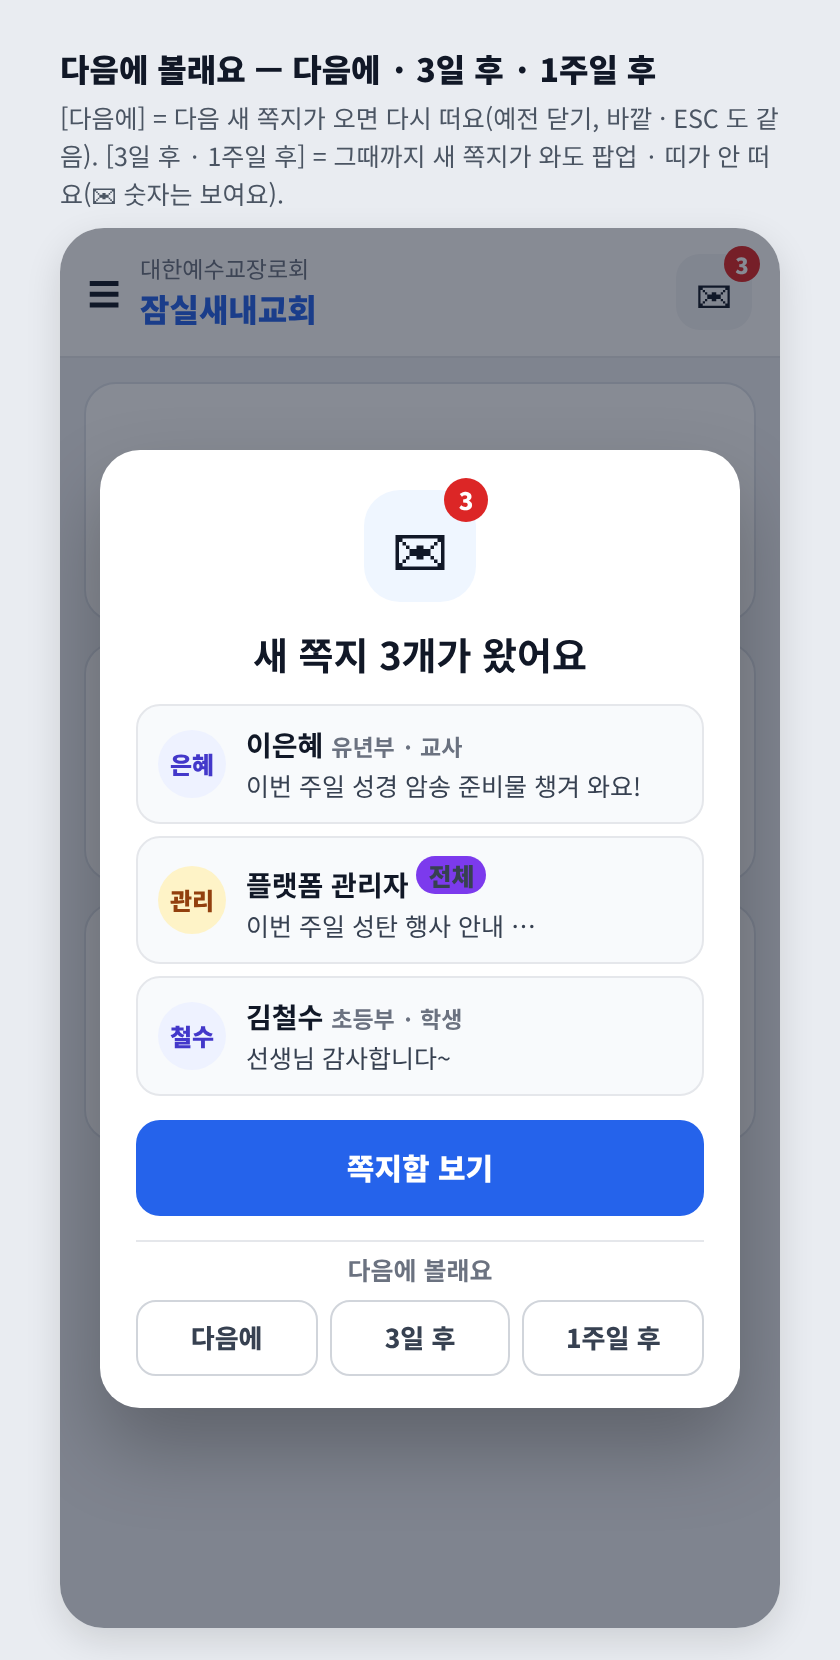 다음에 볼래요 — 다음에 · 3일 후 · 1주일 후
[다음에] = 다음 새 쪽지가 오면 다시 떠요(예전 닫기, 바깥 · ESC 도 같
음). [3일 후 · 1주일 후] = 그때까지 새 쪽지가 와도 팝업 · 띠가 안 떠
요(✉ 숫자는 보여요).
대한예수교장로회
잠실새내교회
3
3
새 쪽지 3개가 왔어요
은혜
이은혜 유년부 · 교사
이번 주일 성경 암송 준비물 챙겨 와요!
관리
플랫폼 관리자 전체
이번 주일 성탄 행사 안내 …
철수
김철수 초등부 · 학생
선생님 감사합니다~
쪽지함 보기
다음에 볼래요
다음에
3일 후
1주일 후